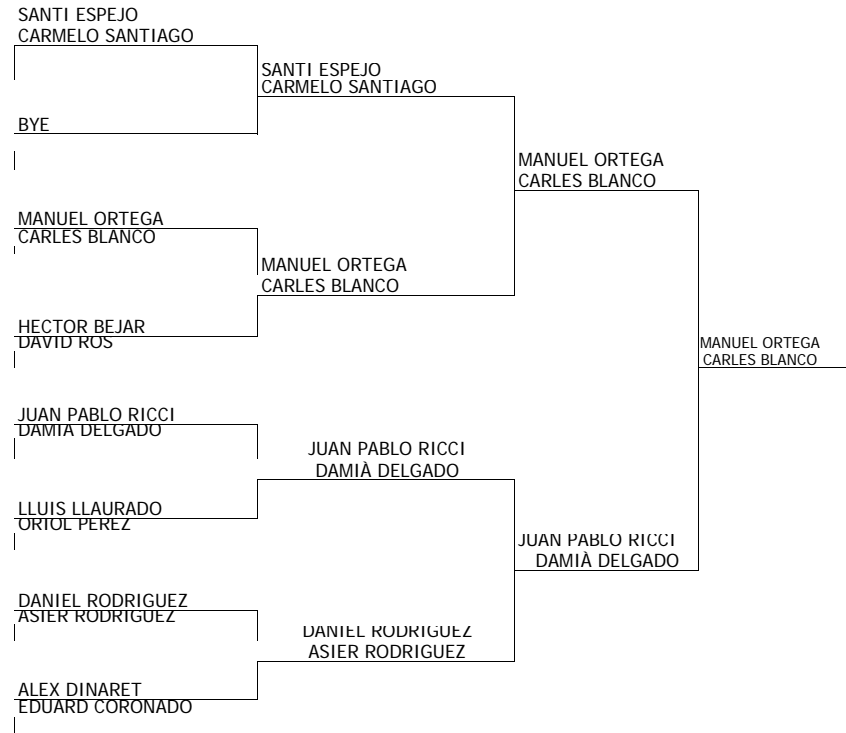 SANTI ESPEJO
CARMELO SANTIAGO
BYE
MANUEL ORTEGA
CARLES BLANCO
HECTOR BEJAR
DAVID ROS
JUAN PABLO RICCI
DAMIÀ DELGADO
LLUIS LLAURADO
ORIOL PEREZ
DANIEL RODRIGUEZ
ASIER RODRIGUEZ
ALEX DINARET
EDUARD CORONADO
SANTI ESPEJO
CARMELO SANTIAGO
MANUEL ORTEGA
CARLES BLANCO
JUAN PABLO RICCI
DAMIÀ DELGADO
DANIEL RODRIGUEZ
ASIER RODRIGUEZ
MANUEL ORTEGA
CARLES BLANCO
JUAN PABLO RICCI
DAMIÀ DELGADO
MANUEL ORTEGA
CARLES BLANCO